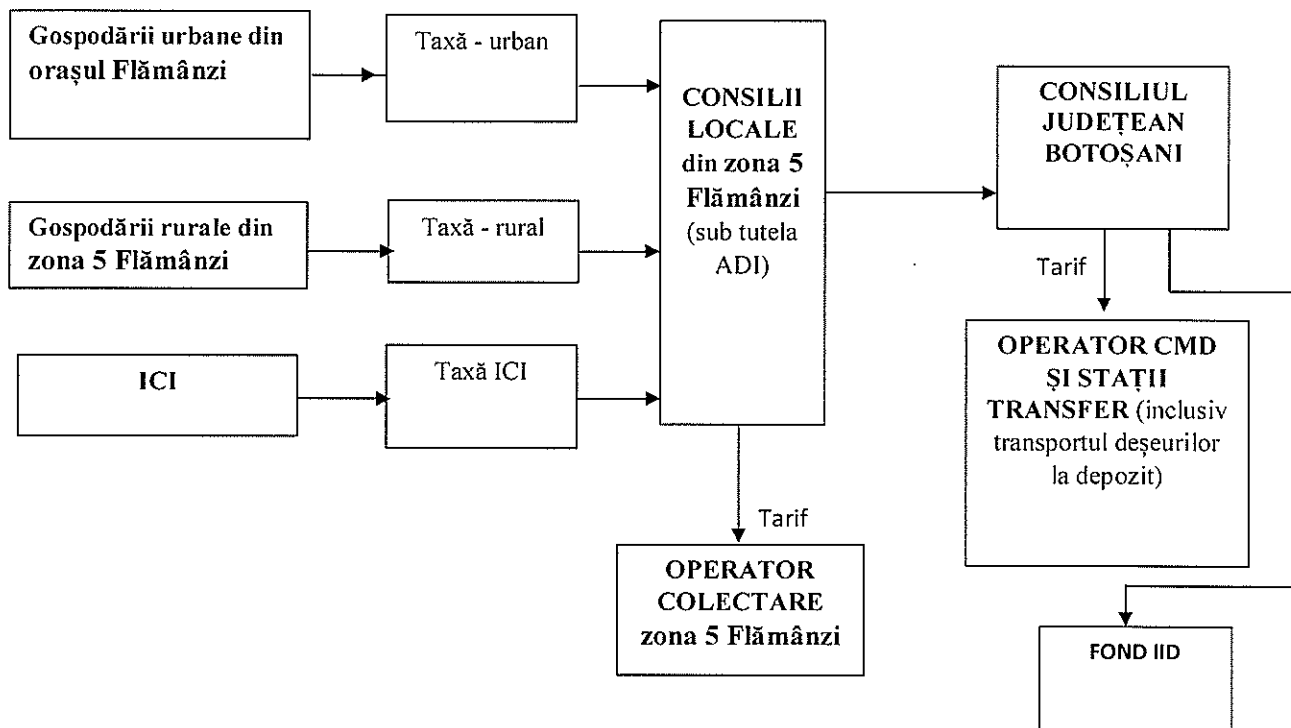 Gospodării urbane din
orașul Flămânzi
Taxă - urban
Gospodării rurale din
zona 5 Flămânzi
Taxă - rural
ICI
Taxă ICI
CONSILII
LOCALE
din zona 5
Flămânzi
(sub tutela
ADI)
Tarif
OPERATOR
COLECTARE
zona 5 Flămânzi
CONSILIUL
JUDEȚEAN
BOTOȘANI
Tarif
OPERATOR CMD
ȘI STAȚII
TRANSFER (inclusiv
transportul deșeurilor
la depozit)
FOND IID